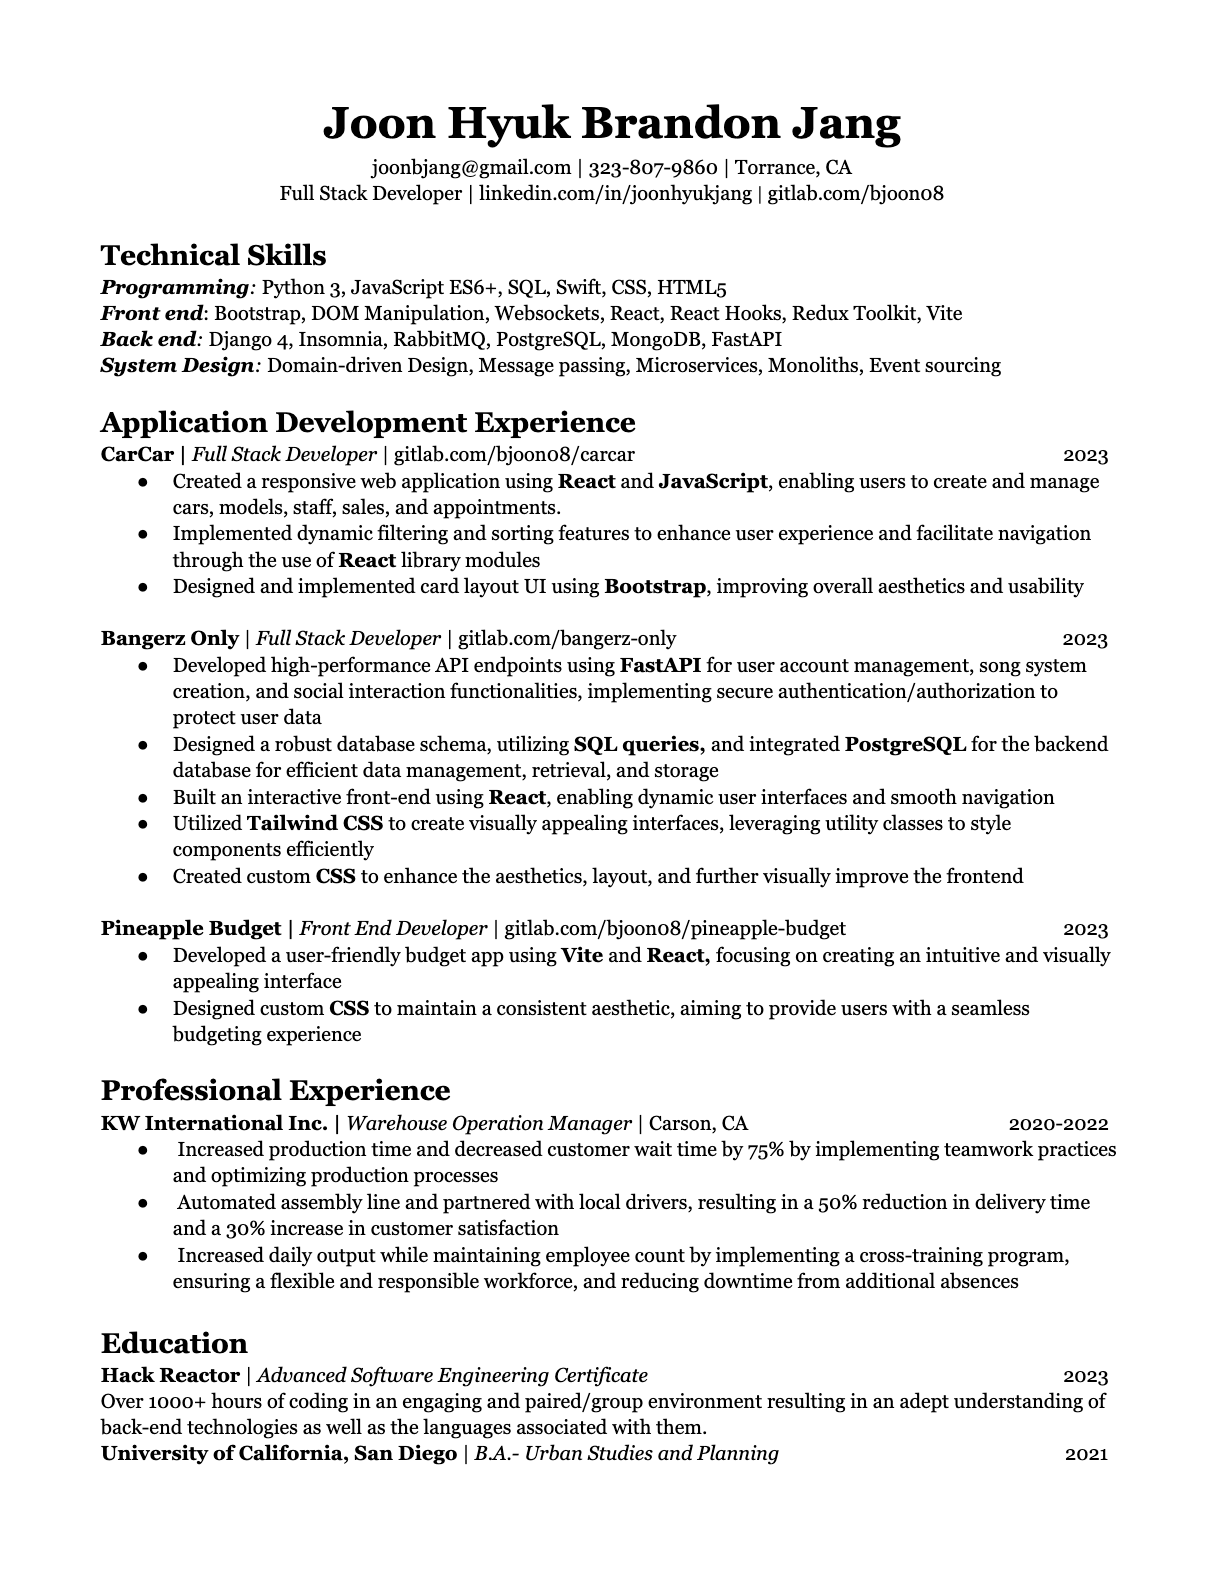 Joon Hyuk Brandon Jang
joonbjang@gmail.com | 323-807-9860 | Torrance, CA
Full Stack Developer | linkedin.com/in/joonhyukjang | gitlab.com/bjoon08
Technical Skills
Programming: Python 3, JavaScript ES6+, SQL, Swift, CSS, HTML5
Front end: Bootstrap, DOM Manipulation, Websockets, React, React Hooks, Redux Toolkit, Vite
Back end: Django 4, Insomnia, RabbitMQ, PostgreSQL, MongoDB, FastAPI
System Design: Domain-driven Design, Message passing, Microservices, Monoliths, Event sourcing
Application Development Experience
CarCar | Full Stack Developer | gitlab.com/bjoon08/carcar 2023
● Created a responsive web application using React and JavaScript, enabling users to create and manage
cars, models, staff, sales, and appointments.
● Implemented dynamic filtering and sorting features to enhance user experience and facilitate navigation
through the use of React library modules
● Designed and implemented card layout UI using Bootstrap, improving overall aesthetics and usability
Bangerz Only | Full Stack Developer | gitlab.com/bangerz-only 2023
● Developed high-performance API endpoints using FastAPI for user account management, song system
creation, and social interaction functionalities, implementing secure authentication/authorization to
protect user data
● Designed a robust database schema, utilizing SQL queries, and integrated PostgreSQL for the backend
database for efficient data management, retrieval, and storage
● Built an interactive front-end using React, enabling dynamic user interfaces and smooth navigation
● Utilized Tailwind CSS to create visually appealing interfaces, leveraging utility classes to style
components efficiently
● Created custom CSS to enhance the aesthetics, layout, and further visually improve the frontend
Pineapple Budget | Front End Developer | gitlab.com/bjoon08/pineapple-budget 2023
● Developed a user-friendly budget app using Vite and React, focusing on creating an intuitive and visually
appealing interface
● Designed custom CSS to maintain a consistent aesthetic, aiming to provide users with a seamless
budgeting experience
Professional Experience
KW International Inc. | Warehouse Operation Manager | Carson, CA 2020-2022
● Increased production time and decreased customer wait time by 75% by implementing teamwork practices
and optimizing production processes
● Automated assembly line and partnered with local drivers, resulting in a 50% reduction in delivery time
and a 30% increase in customer satisfaction
● Increased daily output while maintaining employee count by implementing a cross-training program,
ensuring a flexible and responsible workforce, and reducing downtime from additional absences
Education
Hack Reactor | Advanced Software Engineering Certificate 2023
Over 1000+ hours of coding in an engaging and paired/group environment resulting in an adept understanding of
back-end technologies as well as the languages associated with them.
University of California, San Diego | B.A.- Urban Studies and Planning 2021